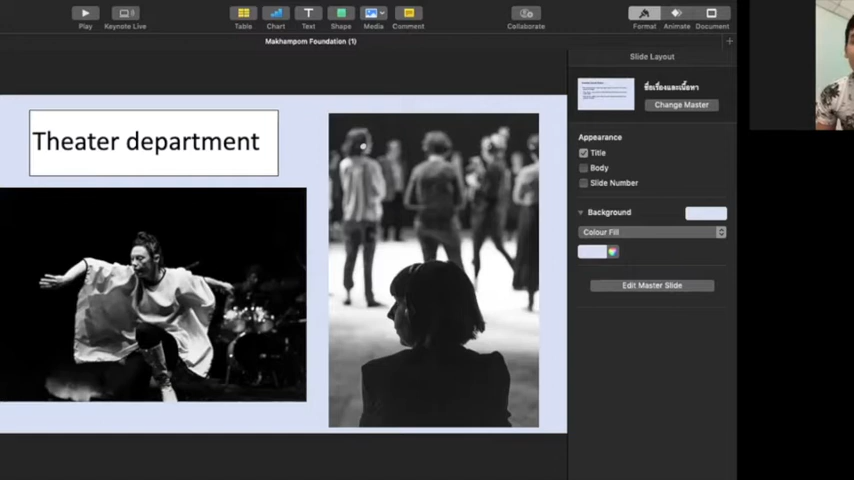 Play
Keynote Live
Table
Chart
Text
Shape
Media
Comment
Collaborate
Format
Animate
Document
Makhampom Foundation (1)
Slide Layout
ชื่อเรื่องและเนื้อหา
Change Master
Theater department
Appearance
Title
Body
Slide Number
Background
Colour Fill
Edit Master Slide